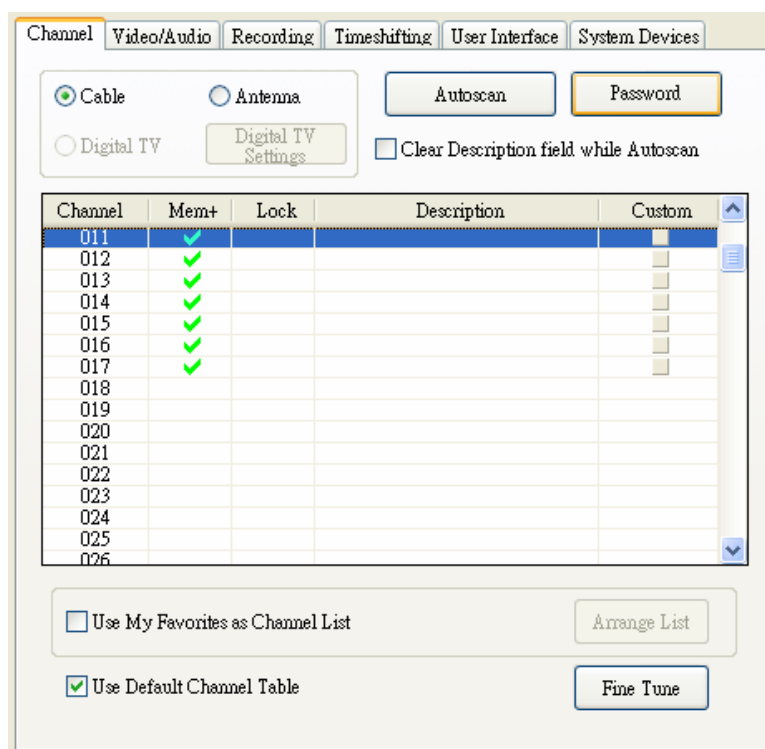 Channel Video/Audio Recording Timeshifting User Interface System Devices
Cable Antenna Autoscan Password
Digital TV Digital TV Settings Clear Description field while Autoscan
Channel Mem+ Lock Description Custom
011
012
013
014
015
016
017
018
019
020
021
022
023
024
025
026
Use My Favorites as Channel List Arrange List
Use Default Channel Table Fine Tune